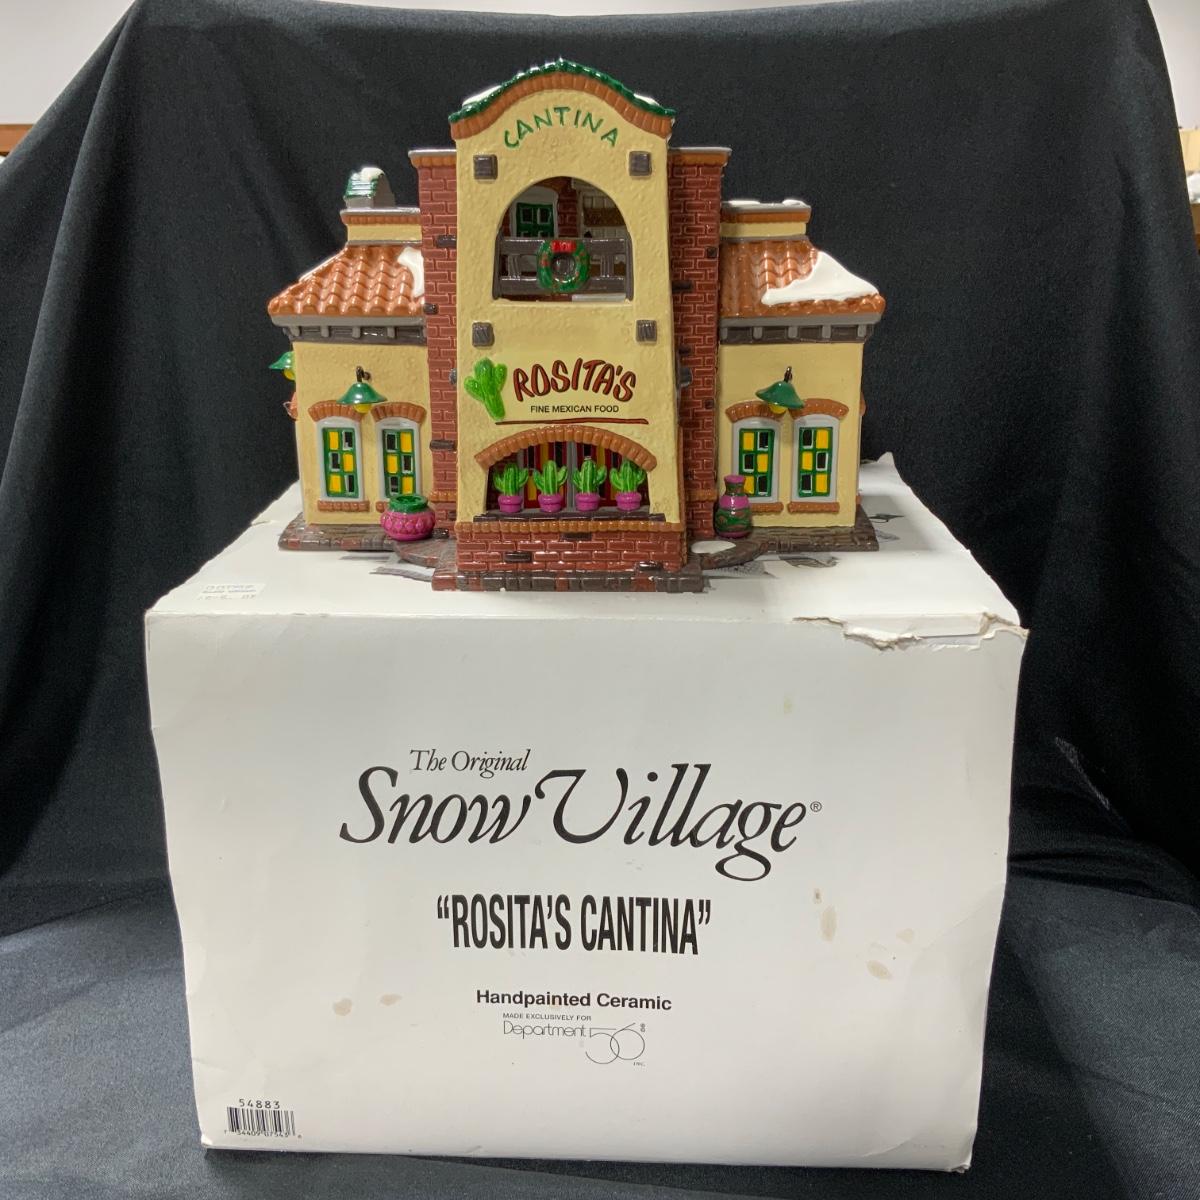 CANTINA
ROSITA'S
FINE MEXICAN FOOD
The Original
Snow Village®
“ROSITA'S CANTINA”
Handpainted Ceramic
MADE EXCLUSIVELY FOR
Department 56®
INC.
54883